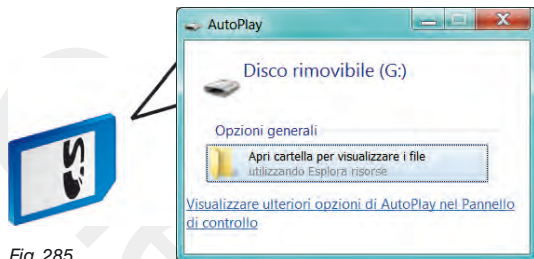 AutoPlay
Disco rimovibile (G:)
Opzioni generali
Apri cartella per visualizzare i file
utilizzando Esplora risorse
Visualizzare ulteriori opzioni di AutoPlay nel Pannello
di controllo
Fig. 285